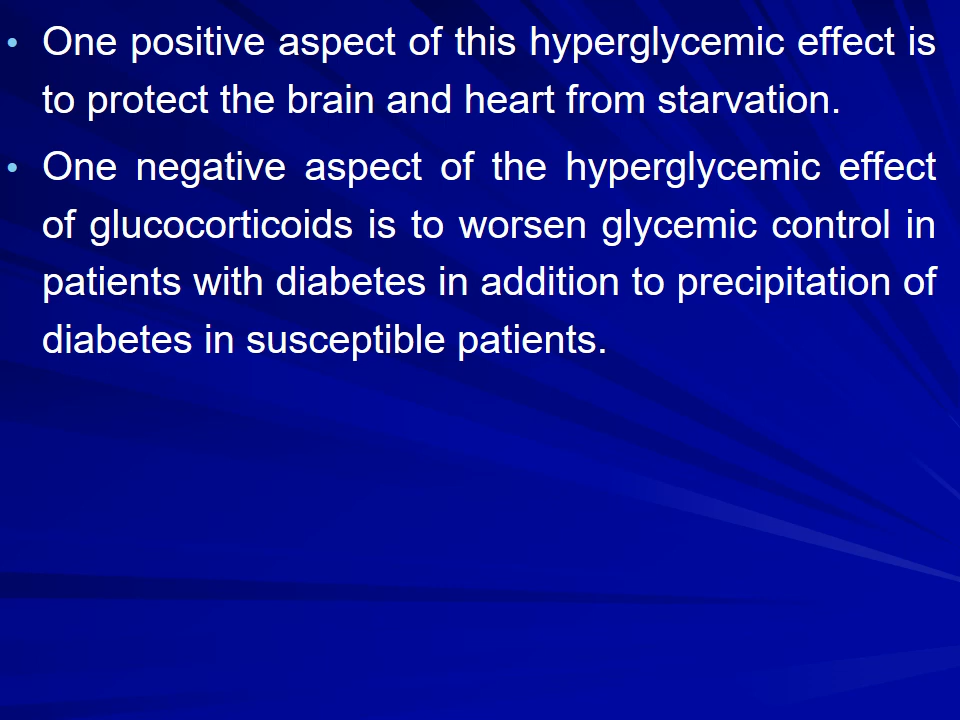 • One positive aspect of this hyperglycemic effect is
to protect the brain and heart from starvation.
• One negative aspect of the hyperglycemic effect
of glucocorticoids is to worsen glycemic control in
patients with diabetes in addition to precipitation of
diabetes in susceptible patients.